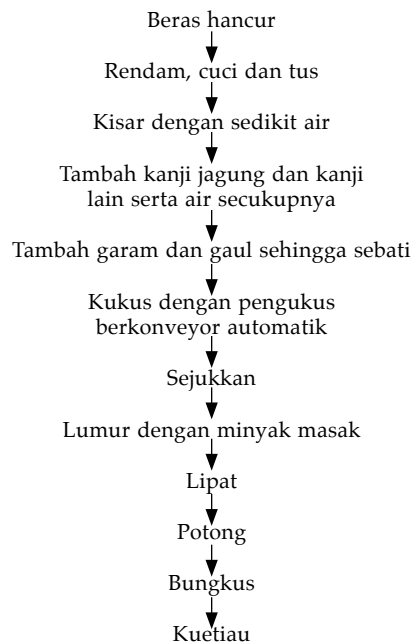 Beras hancur
Rendam, cuci dan tus
Kisar dengan sedikit air
Tambah kanji jagung dan kanji
lain serta air secukupnya
Tambah garam dan gaul sehingga sebati
Kukus dengan pengukus
berkonveyor automatik
Sejukkan
Lumur dengan minyak masak
Lipat
Potong
Bungkus
Kuetiau